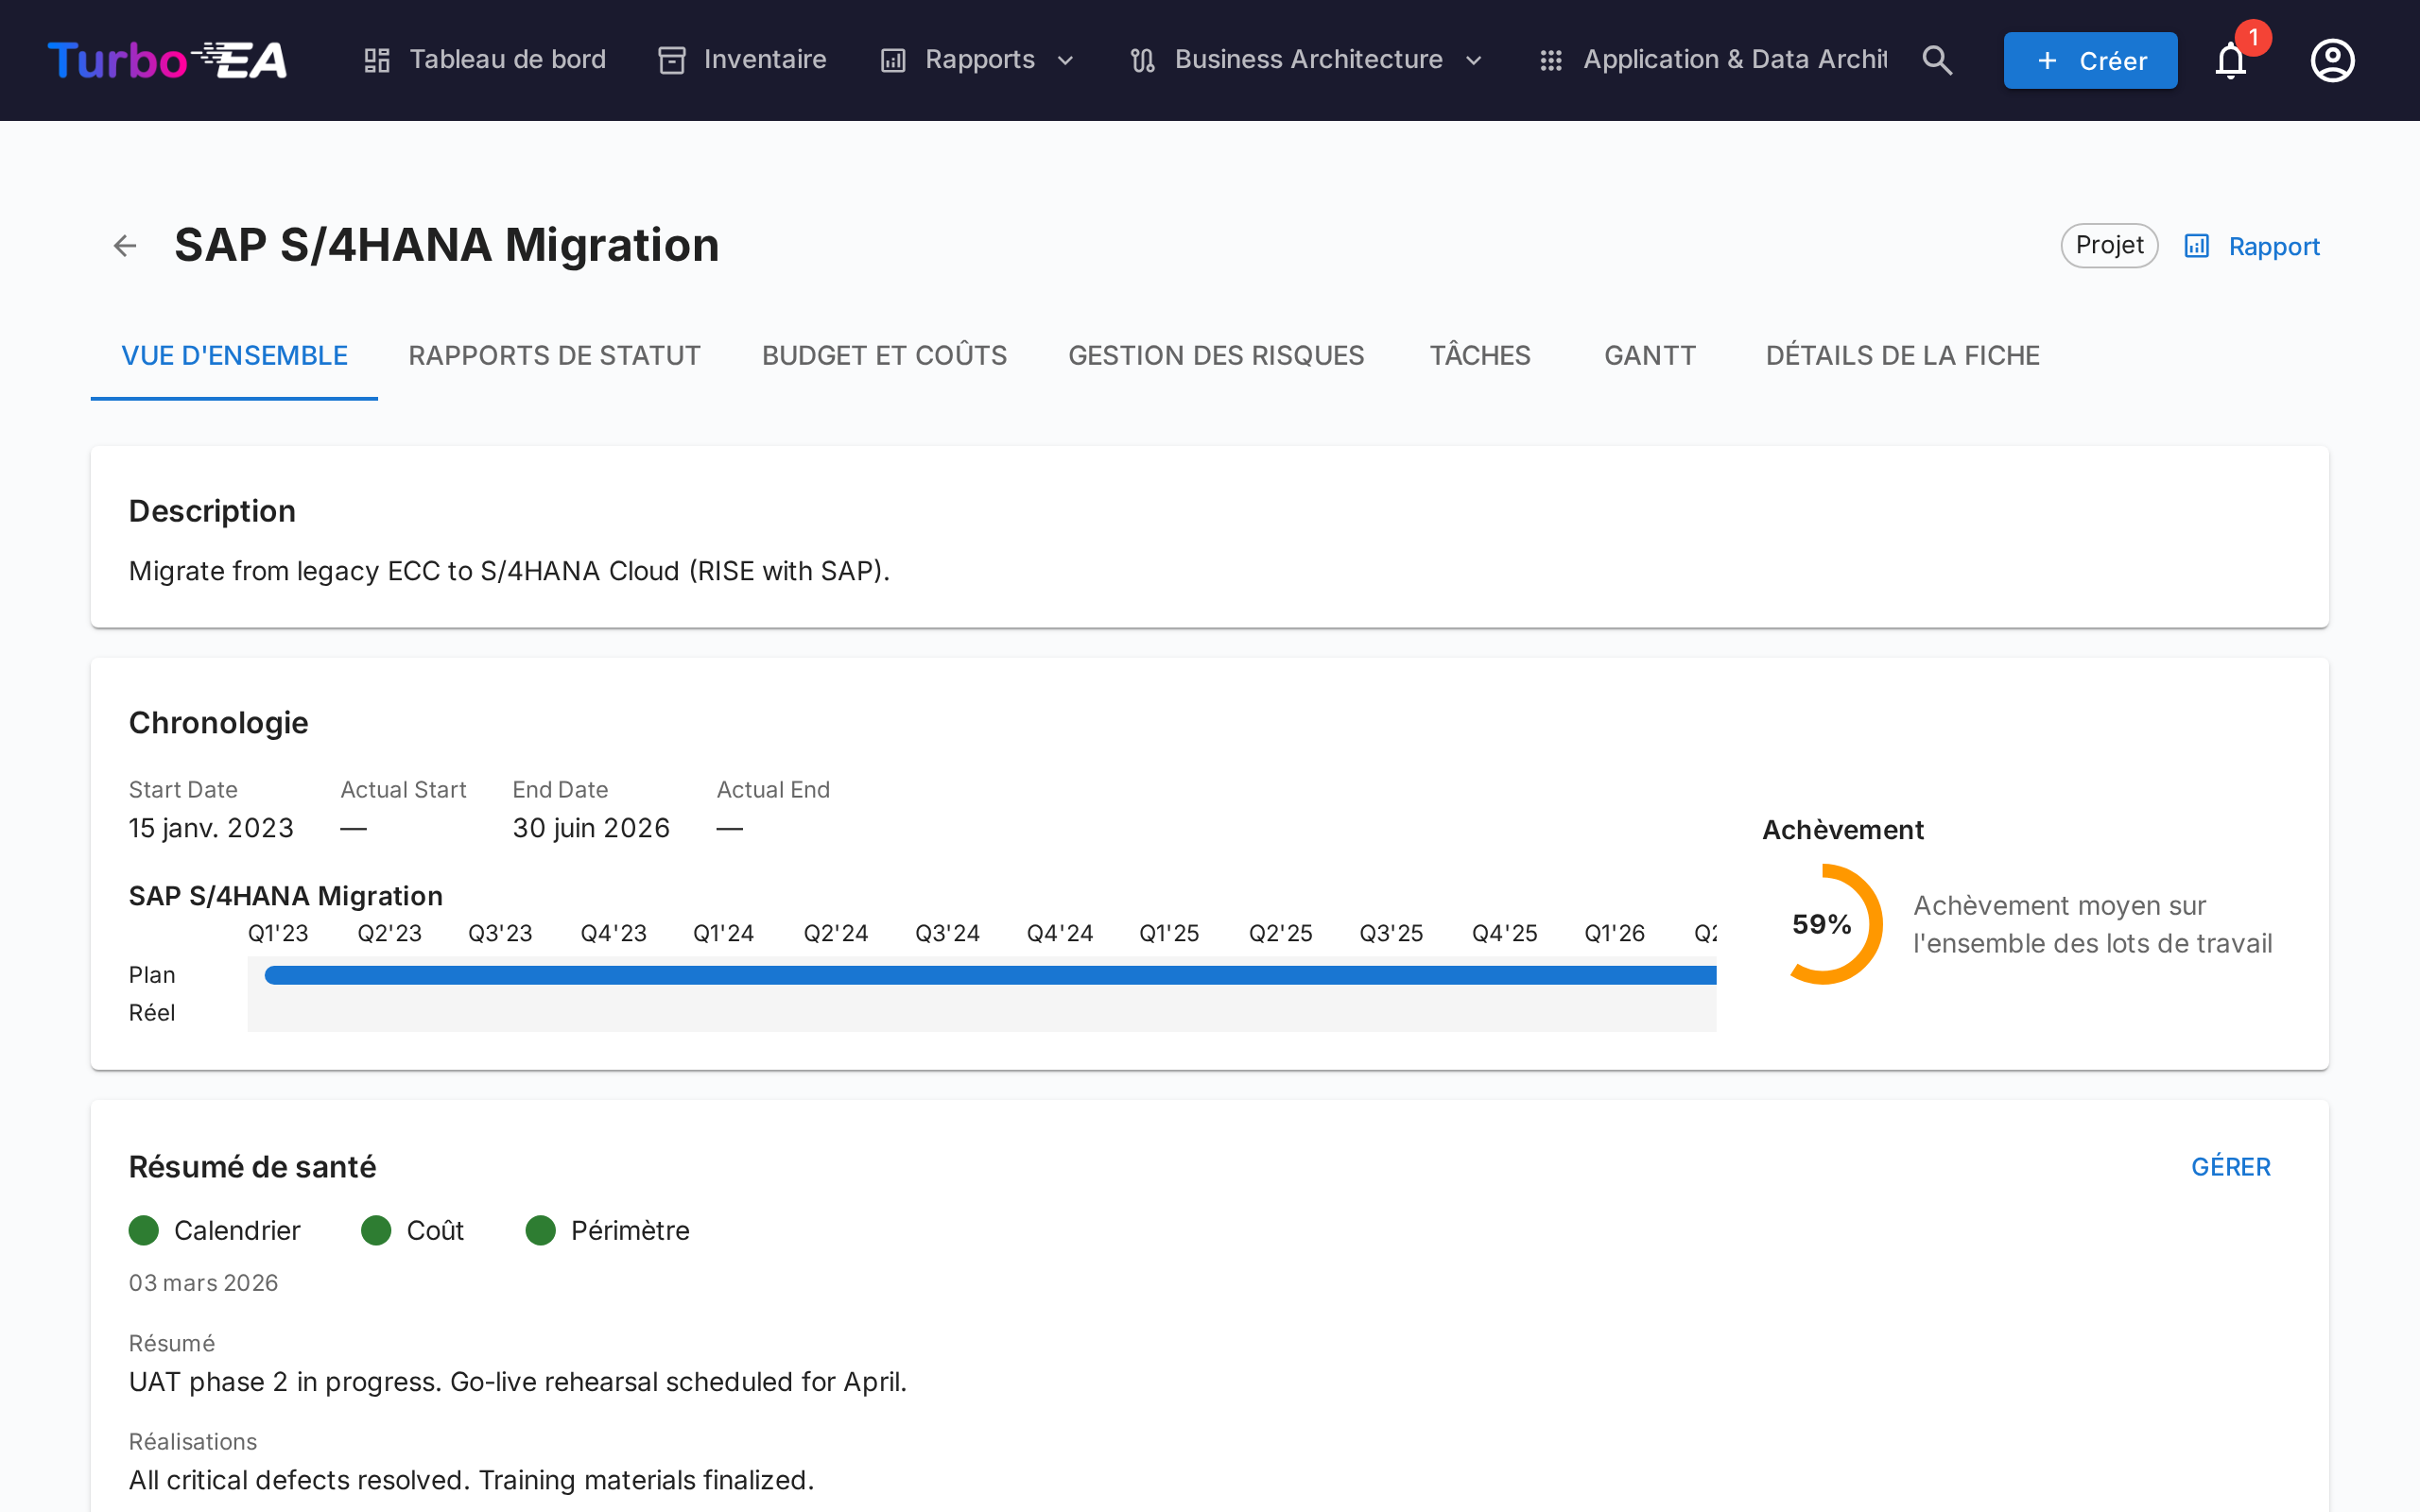 Turbo EA
Tableau de bord
Inventaire
Rapports
Business Architecture
Application & Data Archit
Créer
1
SAP S/4HANA Migration
Projet
Rapport
VUE D'ENSEMBLE
RAPPORTS DE STATUT
BUDGET ET COÛTS
GESTION DES RISQUES
TÂCHES
GANTT
DÉTAILS DE LA FICHE
Description
Migrate from legacy ECC to S/4HANA Cloud (RISE with SAP).
Chronologie
Start Date
15 janv. 2023
Actual Start
—
End Date
30 juin 2026
Actual End
—
SAP S/4HANA Migration
Q1'23 Q2'23 Q3'23 Q4'23 Q1'24 Q2'24 Q3'24 Q4'24 Q1'25 Q2'25 Q3'25 Q4'25 Q1'26 Q2
Plan
Réel
Achèvement
59%
Achèvement moyen sur
l'ensemble des lots de travail
Résumé de santé
GÉRER
Calendrier
Coût
Périmètre
03 mars 2026
Résumé
UAT phase 2 in progress. Go-live rehearsal scheduled for April.
Réalisations
All critical defects resolved. Training materials finalized.